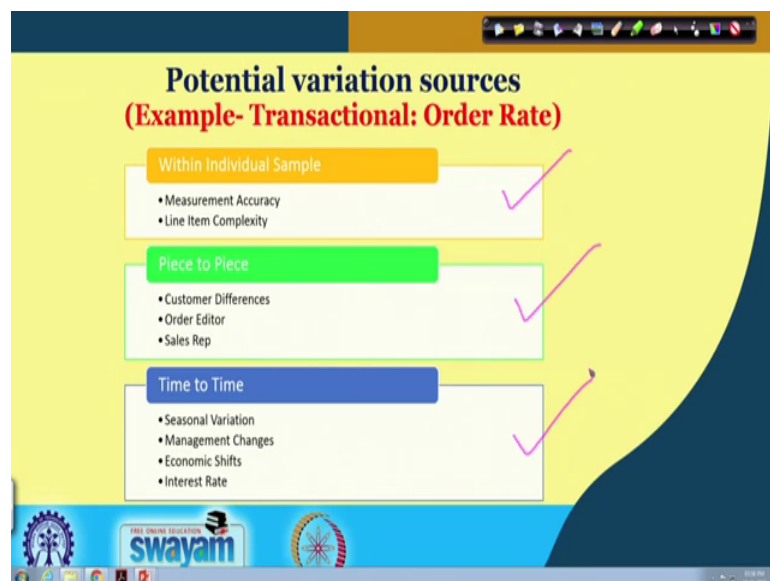 Potential variation sources
(Example- Transactional: Order Rate)
Within Individual Sample
• Measurement Accuracy
• Line Item Complexity
Piece to Piece
• Customer Differences
• Order Editor
• Sales Rep
Time to Time
• Seasonal Variation
• Management Changes
• Economic Shifts
• Interest Rate
FREE ONLINE EDUCATION
swayam